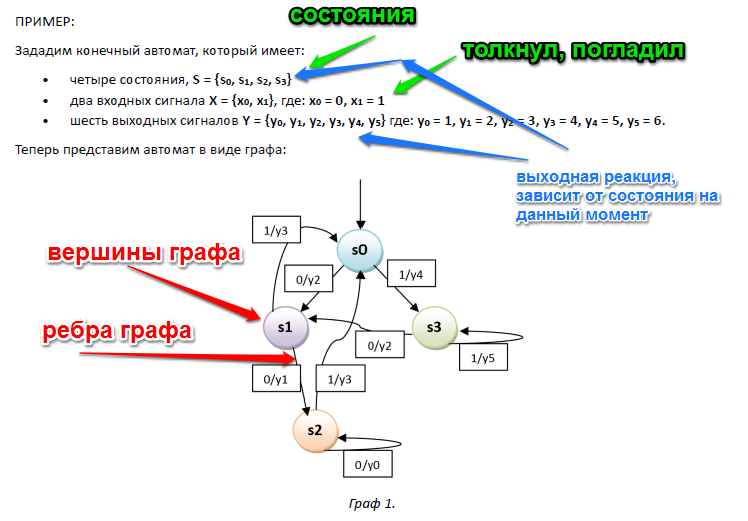 ПРИМЕР:
состояния
Зададим конечный автомат, который имеет:
толкнул, погладил
• четыре состояния, S = {s₀, s₁, s₂, s₃}
• два входных сигнала X = {x₀, x₁}, где: x₀ = 0, x₁ = 1
• шесть выходных сигналов Y = {y₀, y₁, y₂, y₃, y₄, y₅} где: y₀ = 1, y₁ = 2, y₂ = 3, y₃ = 4, y₄ = 5, y₅ = 6.
Теперь представим автомат в виде графа:
выходная реакция,
зависит от состояния на
данный момент
1/y3
s0
вершины графа
0/y2
1/y4
s1
s3
ребра графа
0/y2
1/y5
0/y1
1/y3
s2
0/y0
Граф 1.